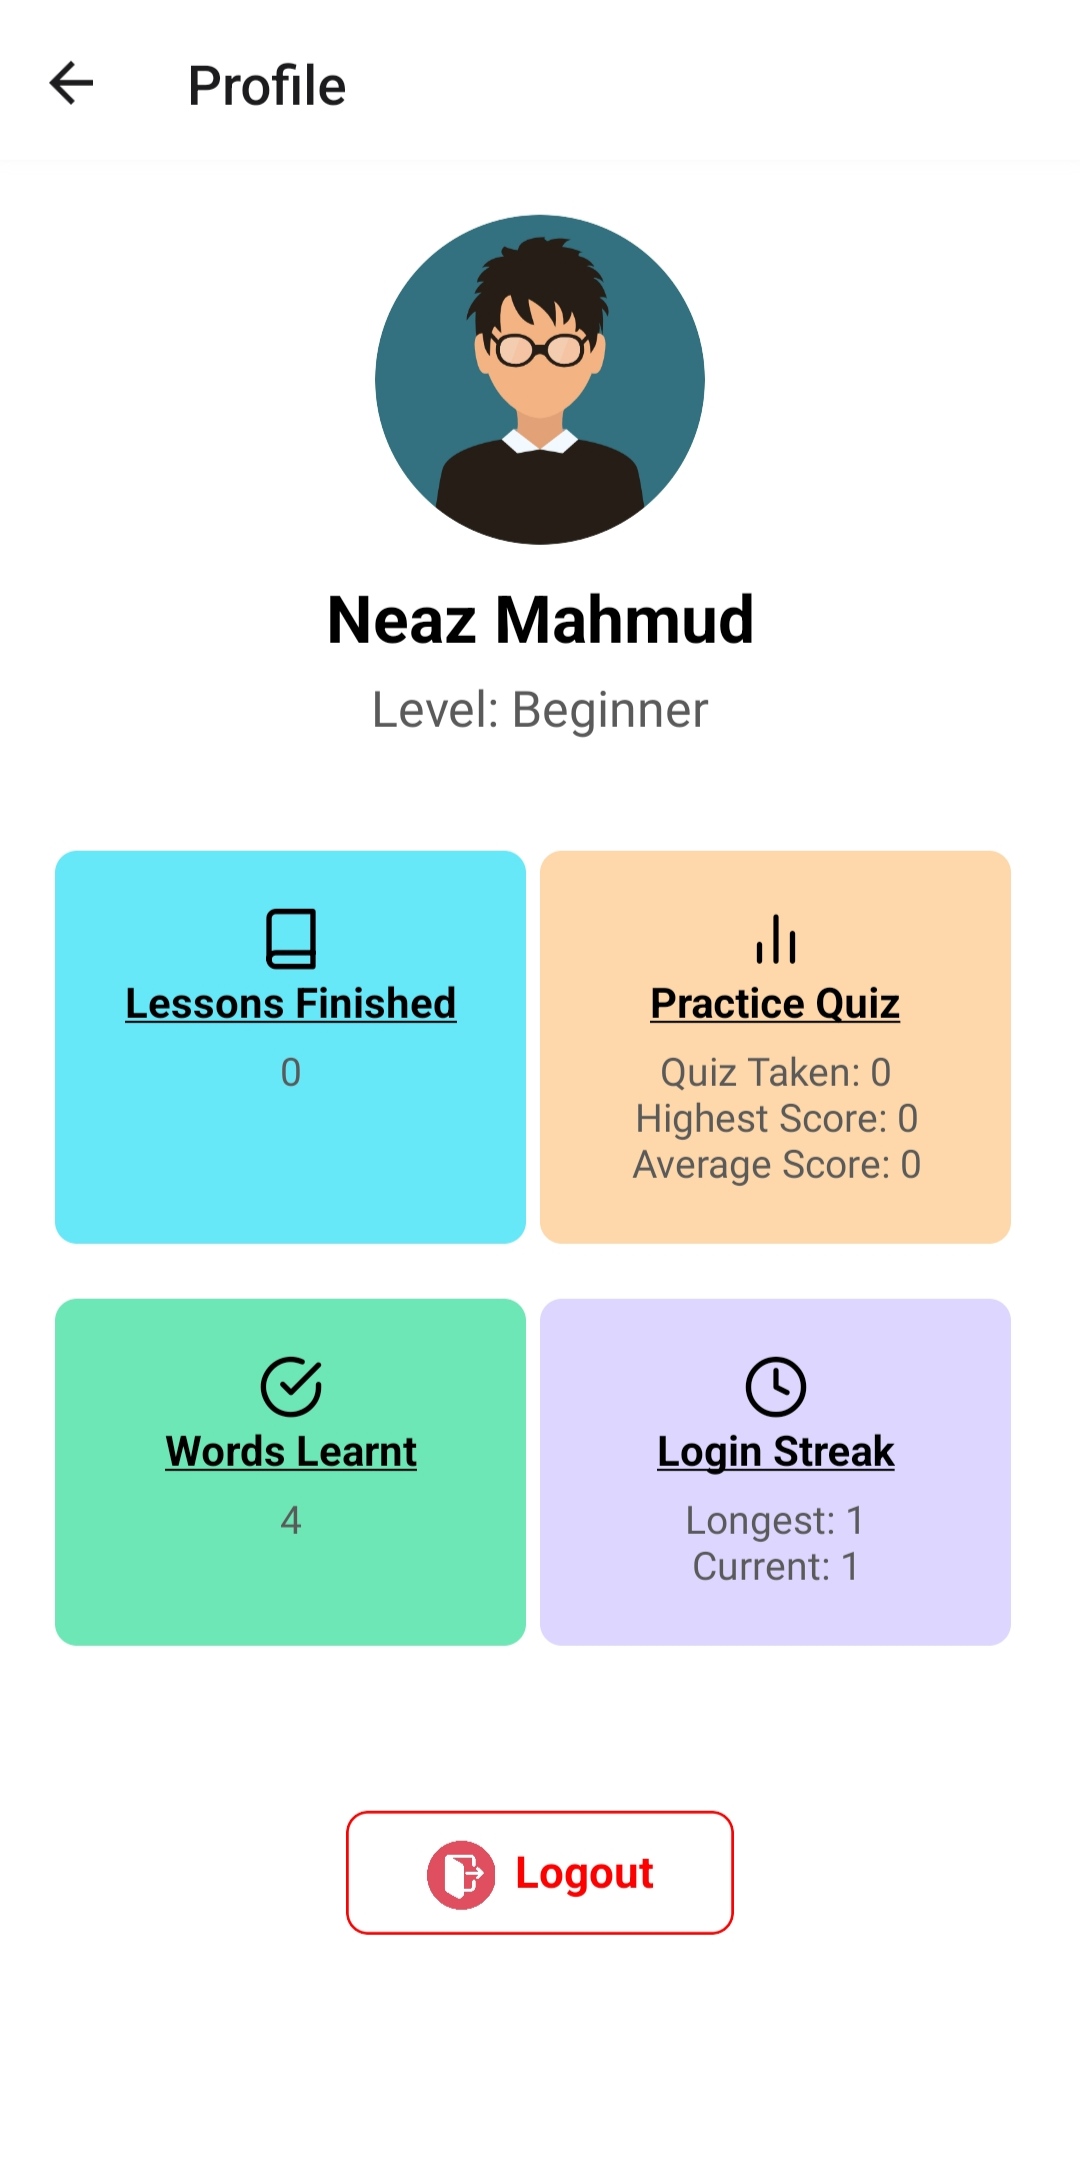 Profile
Neaz Mahmud
Level: Beginner
Lessons Finished
0
Practice Quiz
Quiz Taken: 0
Highest Score: 0
Average Score: 0
Words Learnt
4
Login Streak
Longest: 1
Current: 1
Logout